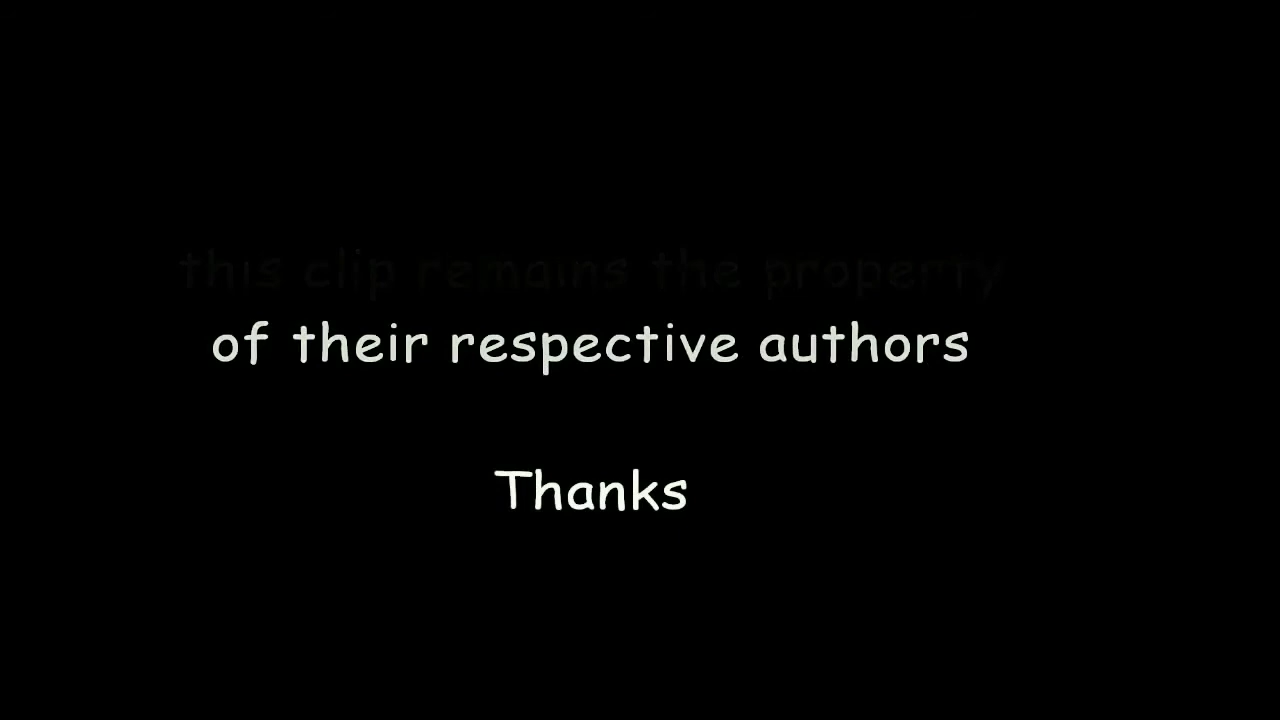 this clip remains the property
of their respective authors
Thanks